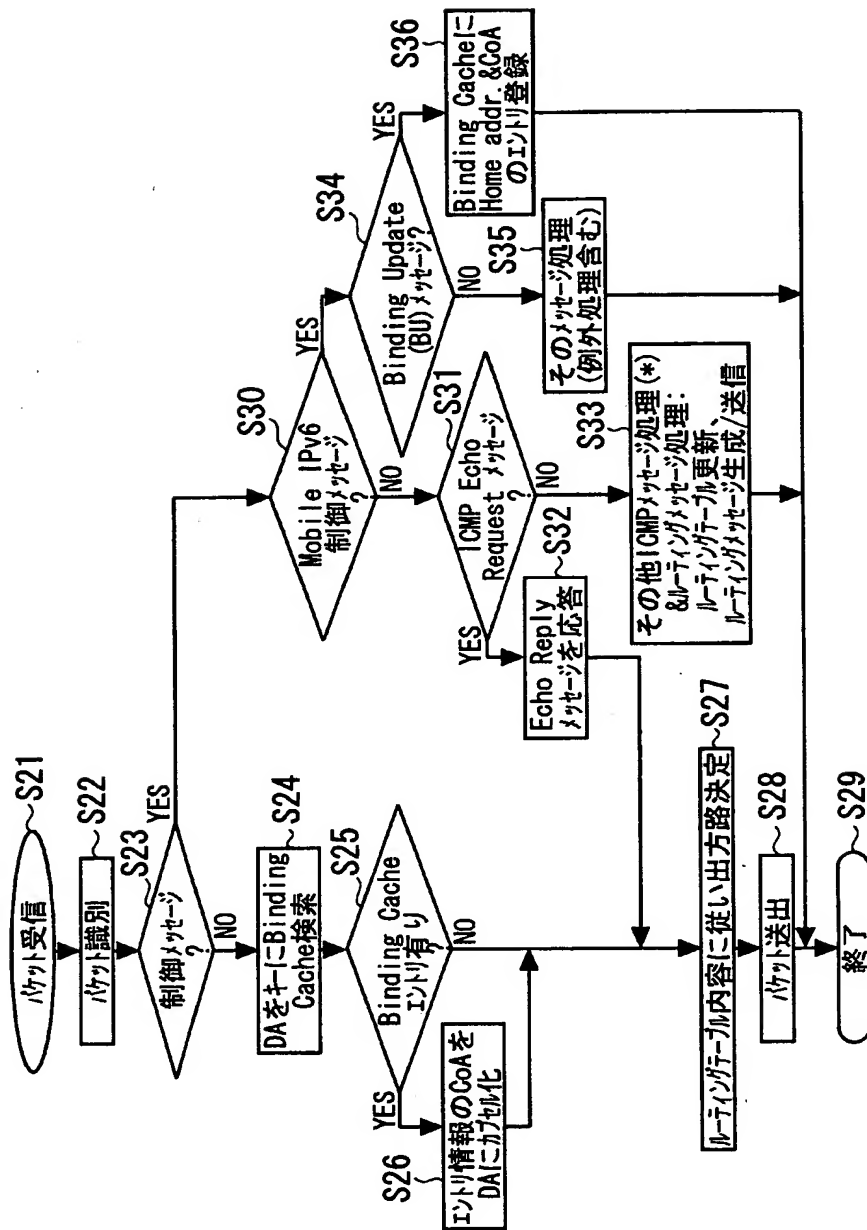 パケット受信
S21
パケット識別
S22
制御メッセージ
?
S23
YES
NO
DAをキーにBinding
Cache検索
S24
Binding Cache
エントリ有り
?
S25
YES
NO
エントリ情報のCoAを
DAにカプセル化
S26
ルーティングテーブル内容に従い出方路決定
S27
パケット送出
S28
終了
S29
Mobile IPv6
制御メッセージ
?
S30
YES
NO
ICMP Echo
Request メッセージ
?
S31
YES
NO
Echo Reply
メッセージを応答
S32
その他ICMPメッセージ処理(*)
&ルーティングメッセージ処理:
ルーティングテーブル更新、
ルーティングメッセージ生成/送信
S33
Binding Update
(BU)メッセージ?
S34
YES
NO
そのメッセージ処理
(例外処理含む)
S35
Binding Cacheに
Home addr.&CoA
のエントリ登録
S36